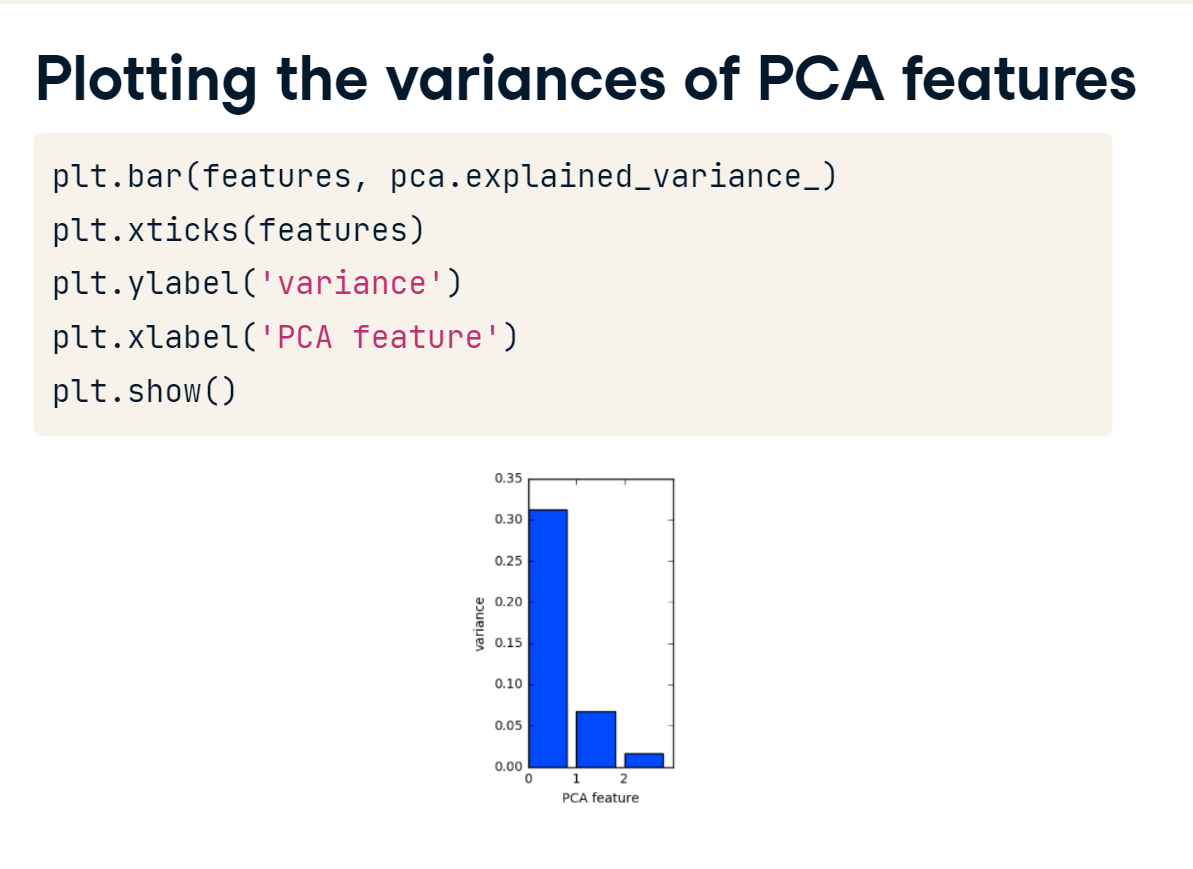 Plotting the variances of PCA features
plt.bar(features, pca.explained_variance_)
plt.xticks(features)
plt.ylabel('variance')
plt.xlabel('PCA feature')
plt.show()
0.35
0.30
0.25
0.20
0.15
0.10
0.05
0.00
variance
0 1 2
PCA feature